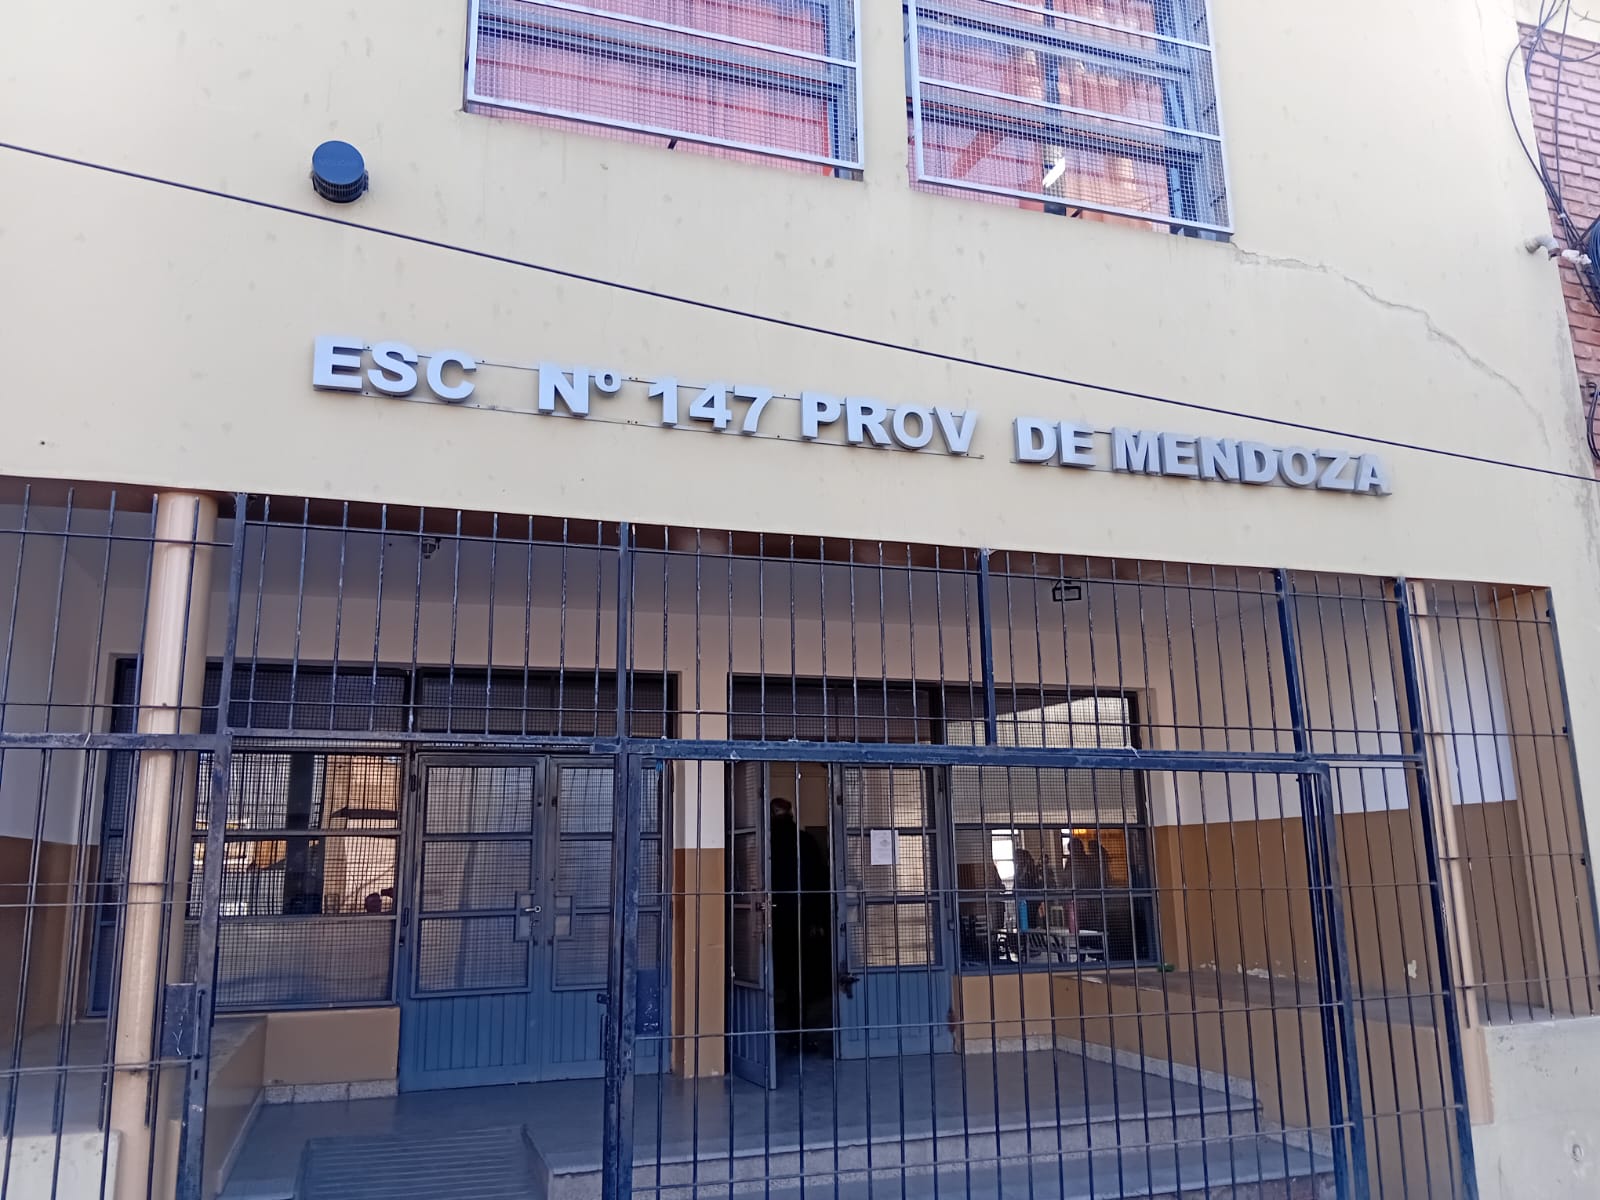 ESC Nº 147 PROV DE MENDOZA